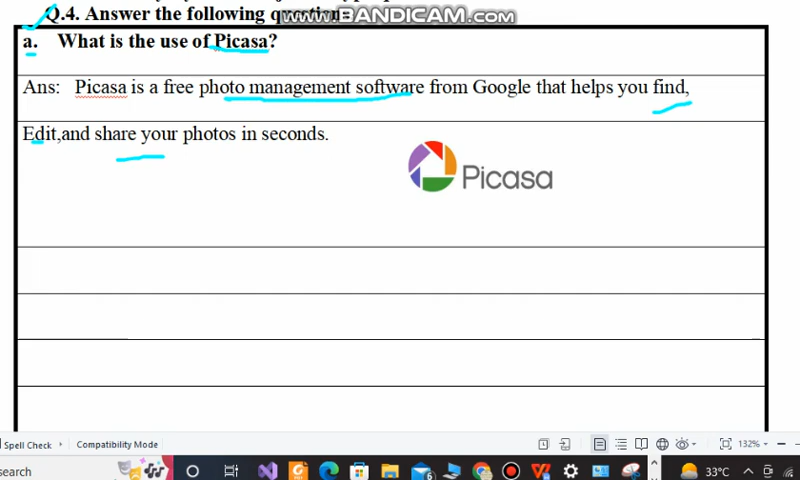 Q.4. Answer the following question
www.BANDICAM.com
a. What is the use of Picasa?
Ans: Picasa is a free photo management software from Google that helps you find,
Edit,and share your photos in seconds.
Picasa
Spell Check Compatibility Mode 132%
search 33°C